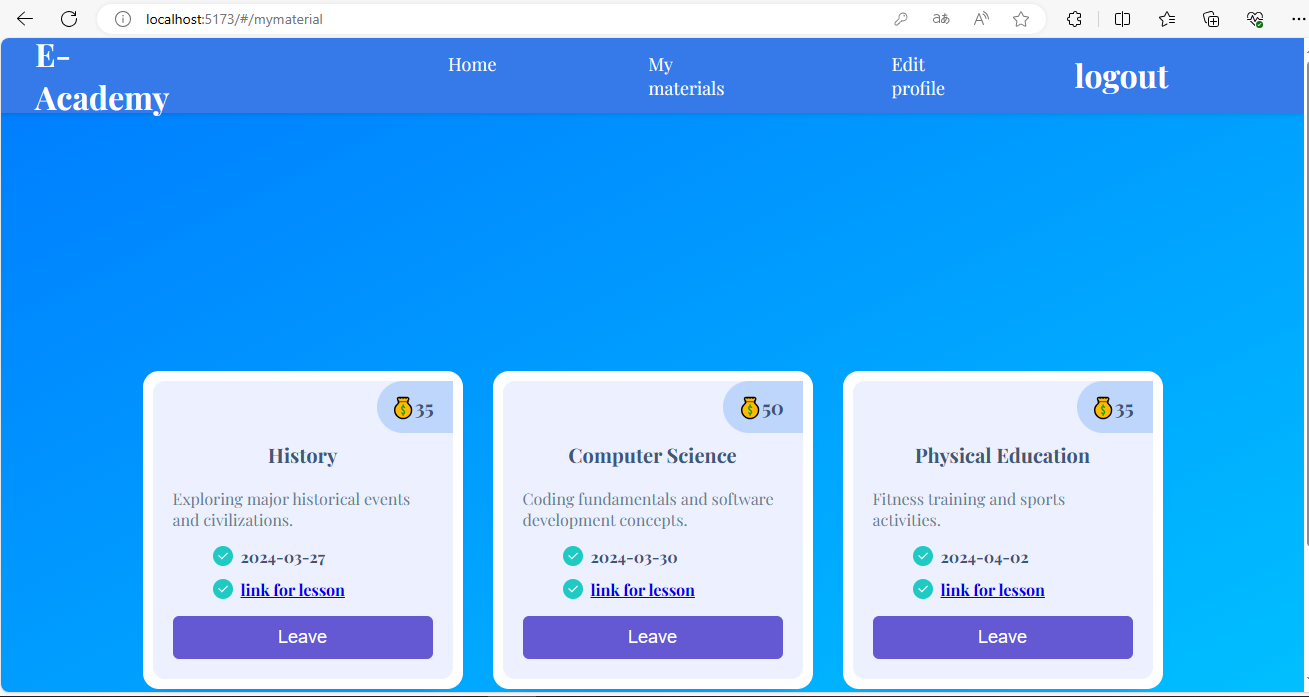 localhost:5173/#/mymaterial
E-
Academy
Home
My
materials
Edit
profile
logout
35
History
Exploring major historical events
and civilizations.
2024-03-27
link for lesson
Leave
50
Computer Science
Coding fundamentals and software
development concepts.
2024-03-30
link for lesson
Leave
35
Physical Education
Fitness training and sports
activities.
2024-04-02
link for lesson
Leave